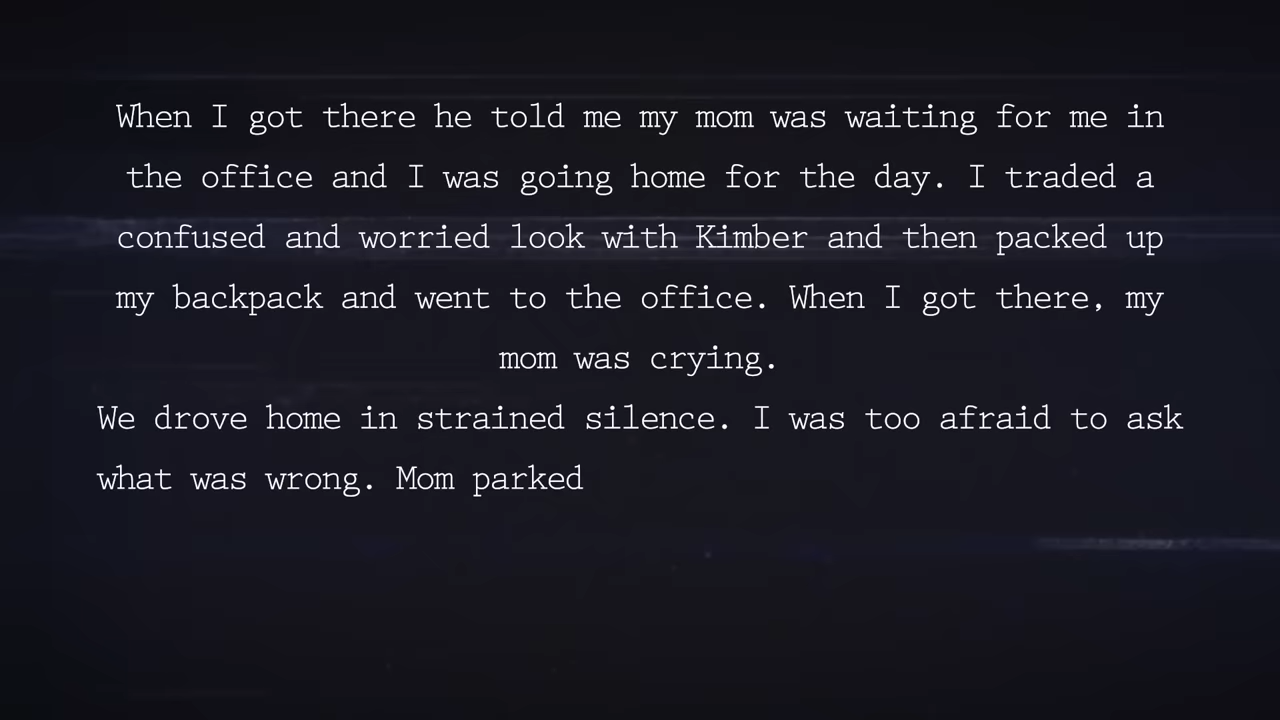 When I got there he told me my mom was waiting for me in
the office and I was going home for the day. I traded a
confused and worried look with Kimber and then packed up
my backpack and went to the office. When I got there, my
mom was crying.
We drove home in strained silence. I was too afraid to ask
what was wrong. Mom parked